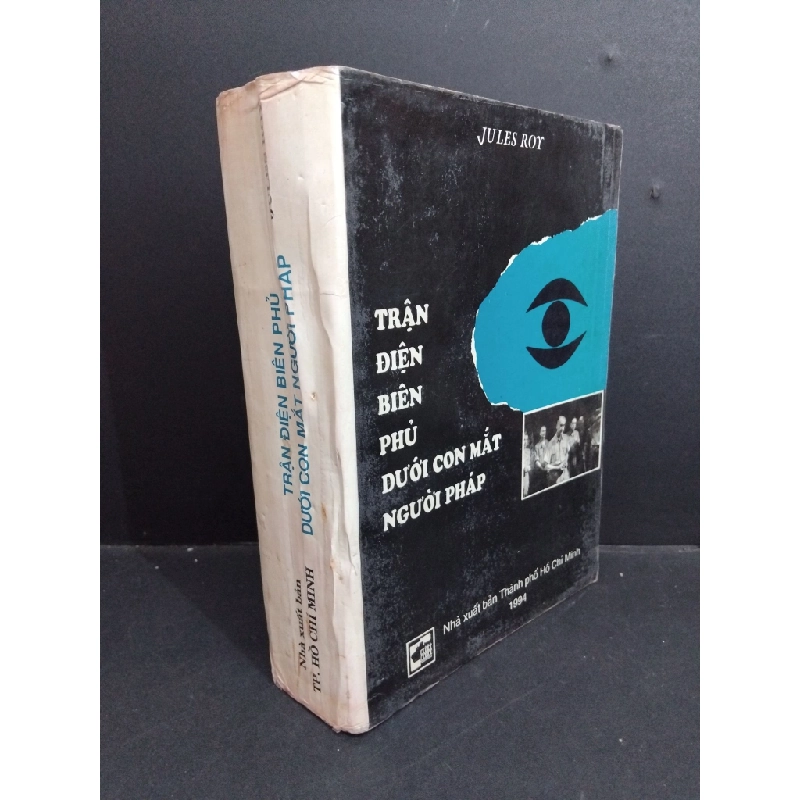 JULES ROY
TRẬN
ĐIỆN
BIÊN
PHỦ
DƯỚI CON MẮT
NGƯỜI PHÁP
Nhà xuất bản Thành phố Hồ Chí Minh
1994
TRẬN ĐIỆN BIÊN PHỦ
DƯỚI CON MẮT NGƯỜI PHÁP
Nhà xuất bản
TP. HỒ CHÍ MINH